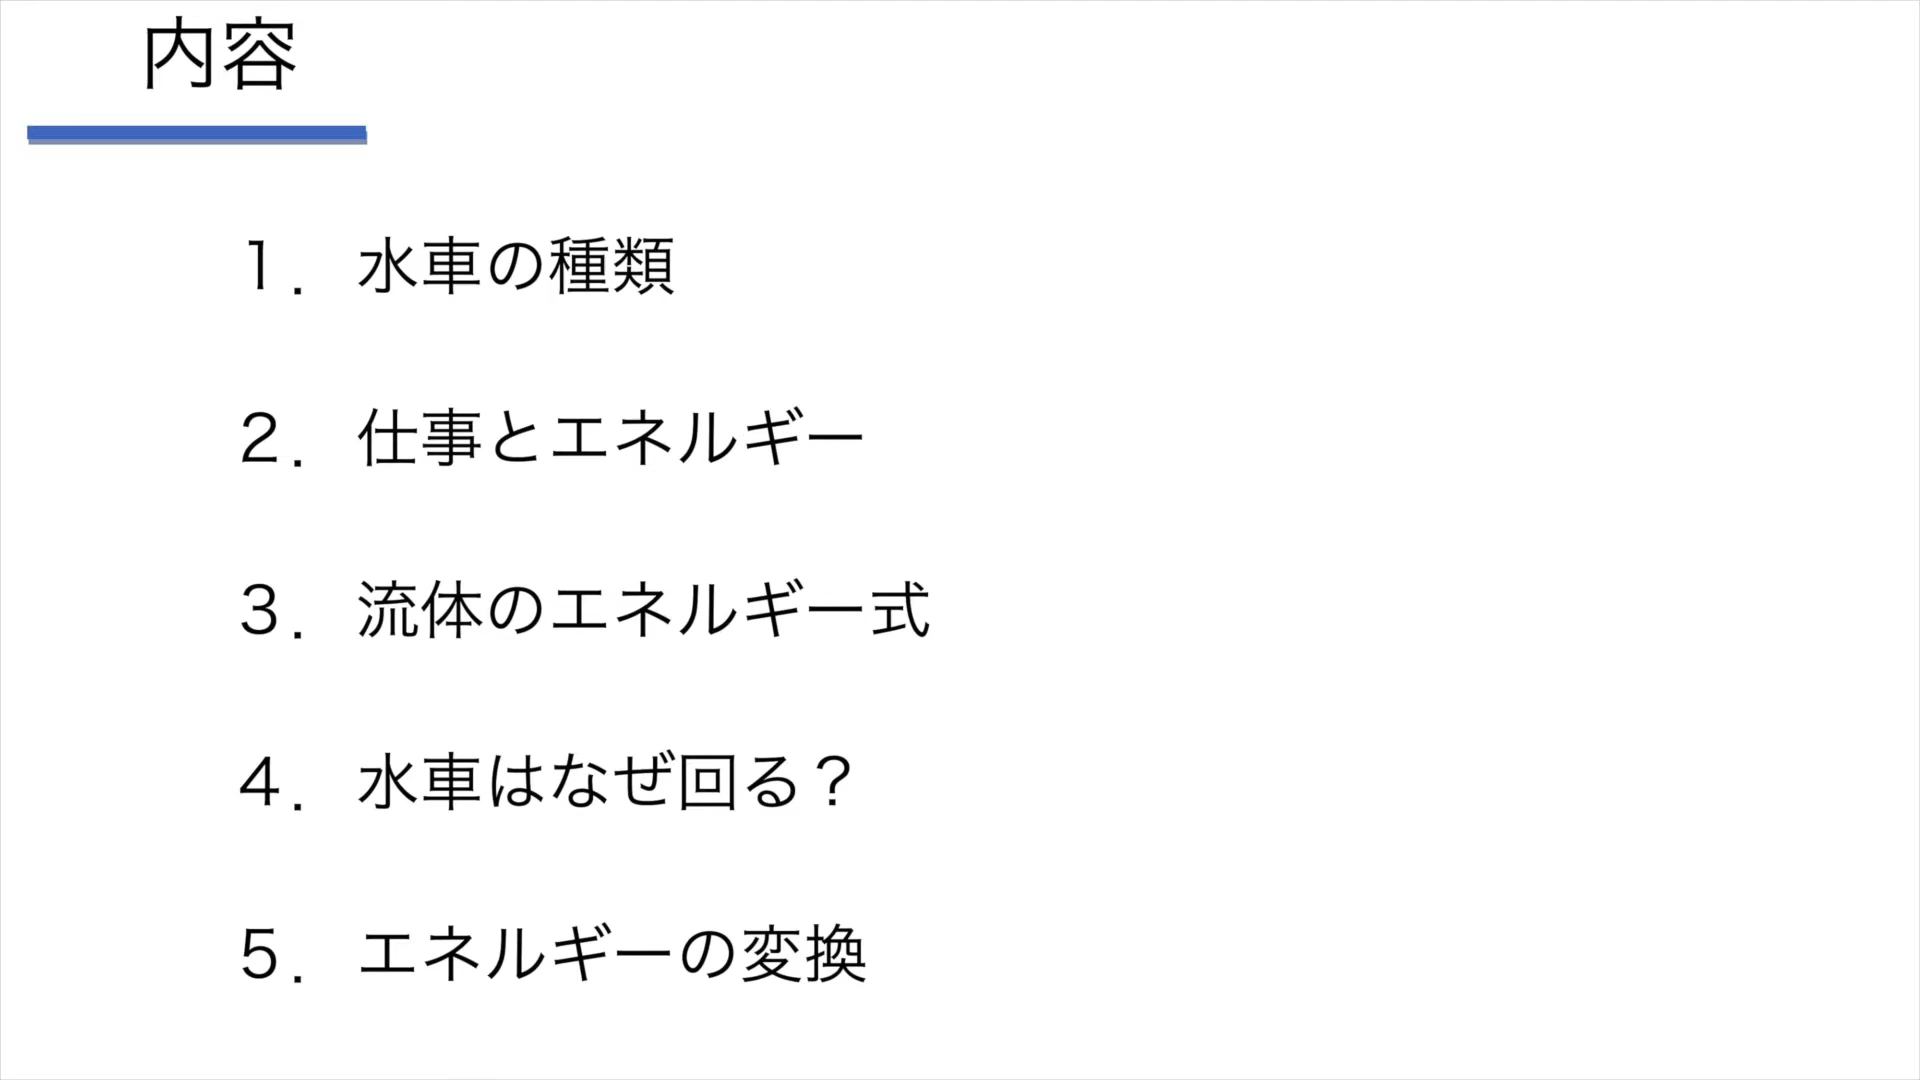 内容
１．水車の種類
２．仕事とエネルギー
３．流体のエネルギー式
４．水車はなぜ回る？
５．エネルギーの変換